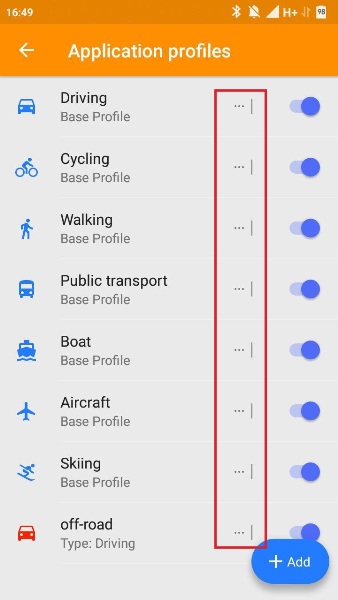 16:49
H+
98
Application profiles
Driving
Base Profile
... |
Cycling
Base Profile
... |
Walking
Base Profile
... |
Public transport
Base Profile
... |
Boat
Base Profile
... |
Aircraft
Base Profile
... |
Skiing
Base Profile
... |
off-road
Type: Driving
... |
+ Add